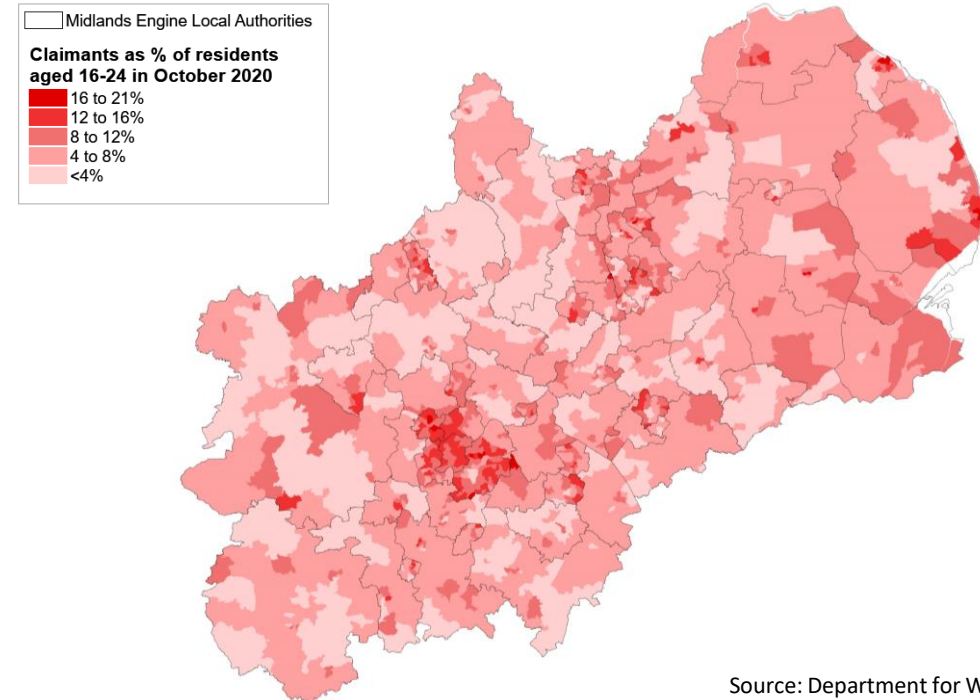 Midlands Engine Local Authorities
Claimants as % of residents
aged 16-24 in October 2020
16 to 21%
12 to 16%
8 to 12%
4 to 8%
<4%
Source: Department for W